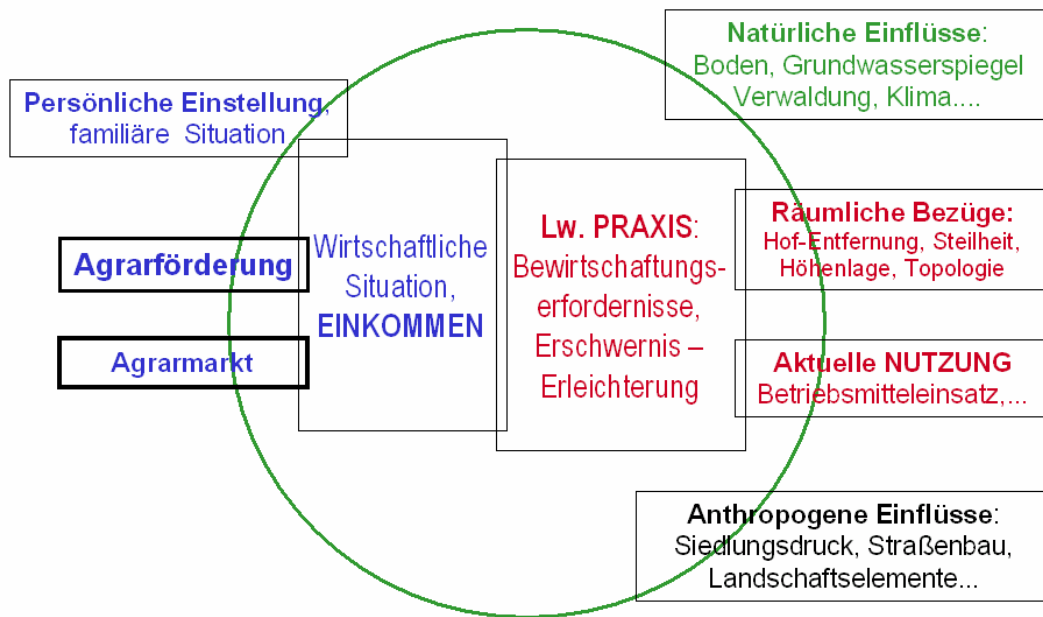 Natürliche Einflüsse:
Boden, Grundwasserspiegel
Verwaldung, Klima....
Persönliche Einstellung,
familiäre Situation
Agrarförderung
Agrarmarkt
Wirtschaftliche
Situation,
EINKOMMEN
Lw. PRAXIS:
Bewirtschaftungs-
erfordernisse,
Erschwernis –
Erleichterung
Räumliche Bezüge:
Hof-Entfernung, Steilheit,
Höhenlage, Topologie
Aktuelle NUTZUNG
Betriebsmitteleinsatz,...
Anthropogene Einflüsse:
Siedlungsdruck, Straßenbau,
Landschaftselemente...